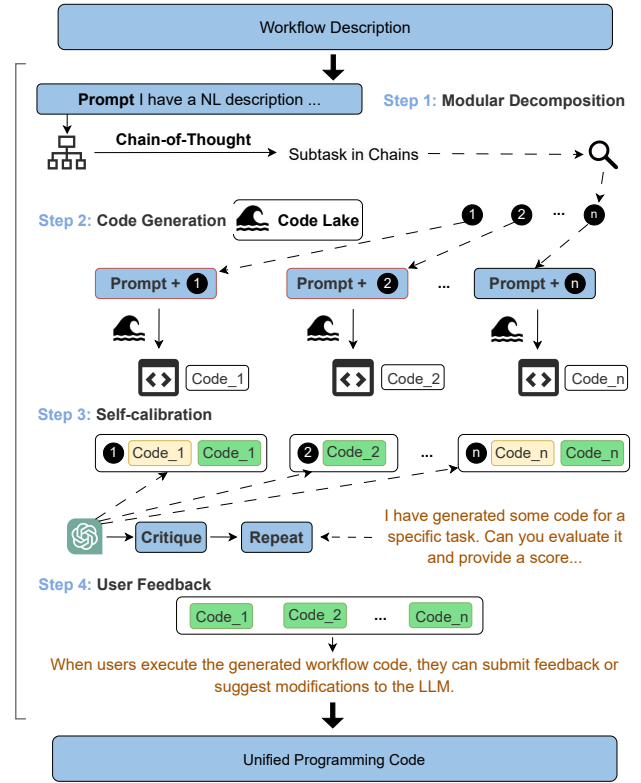 Workflow Description
Prompt I have a NL description ...
Step 1: Modular Decomposition
Chain-of-Thought
Subtask in Chains
Step 2: Code Generation
Code Lake
1
2
...
n
Prompt + 1
Prompt + 2
...
Prompt + n
Code_1
Code_2
Code_n
Step 3: Self-calibration
1 Code_1 Code_1
2 Code_2
...
n Code_n Code_n
Critique
Repeat
I have generated some code for a
specific task. Can you evaluate it
and provide a score...
Step 4: User Feedback
Code_1
Code_2
...
Code_n
When users execute the generated workflow code, they can submit feedback or
suggest modifications to the LLM.
Unified Programming Code